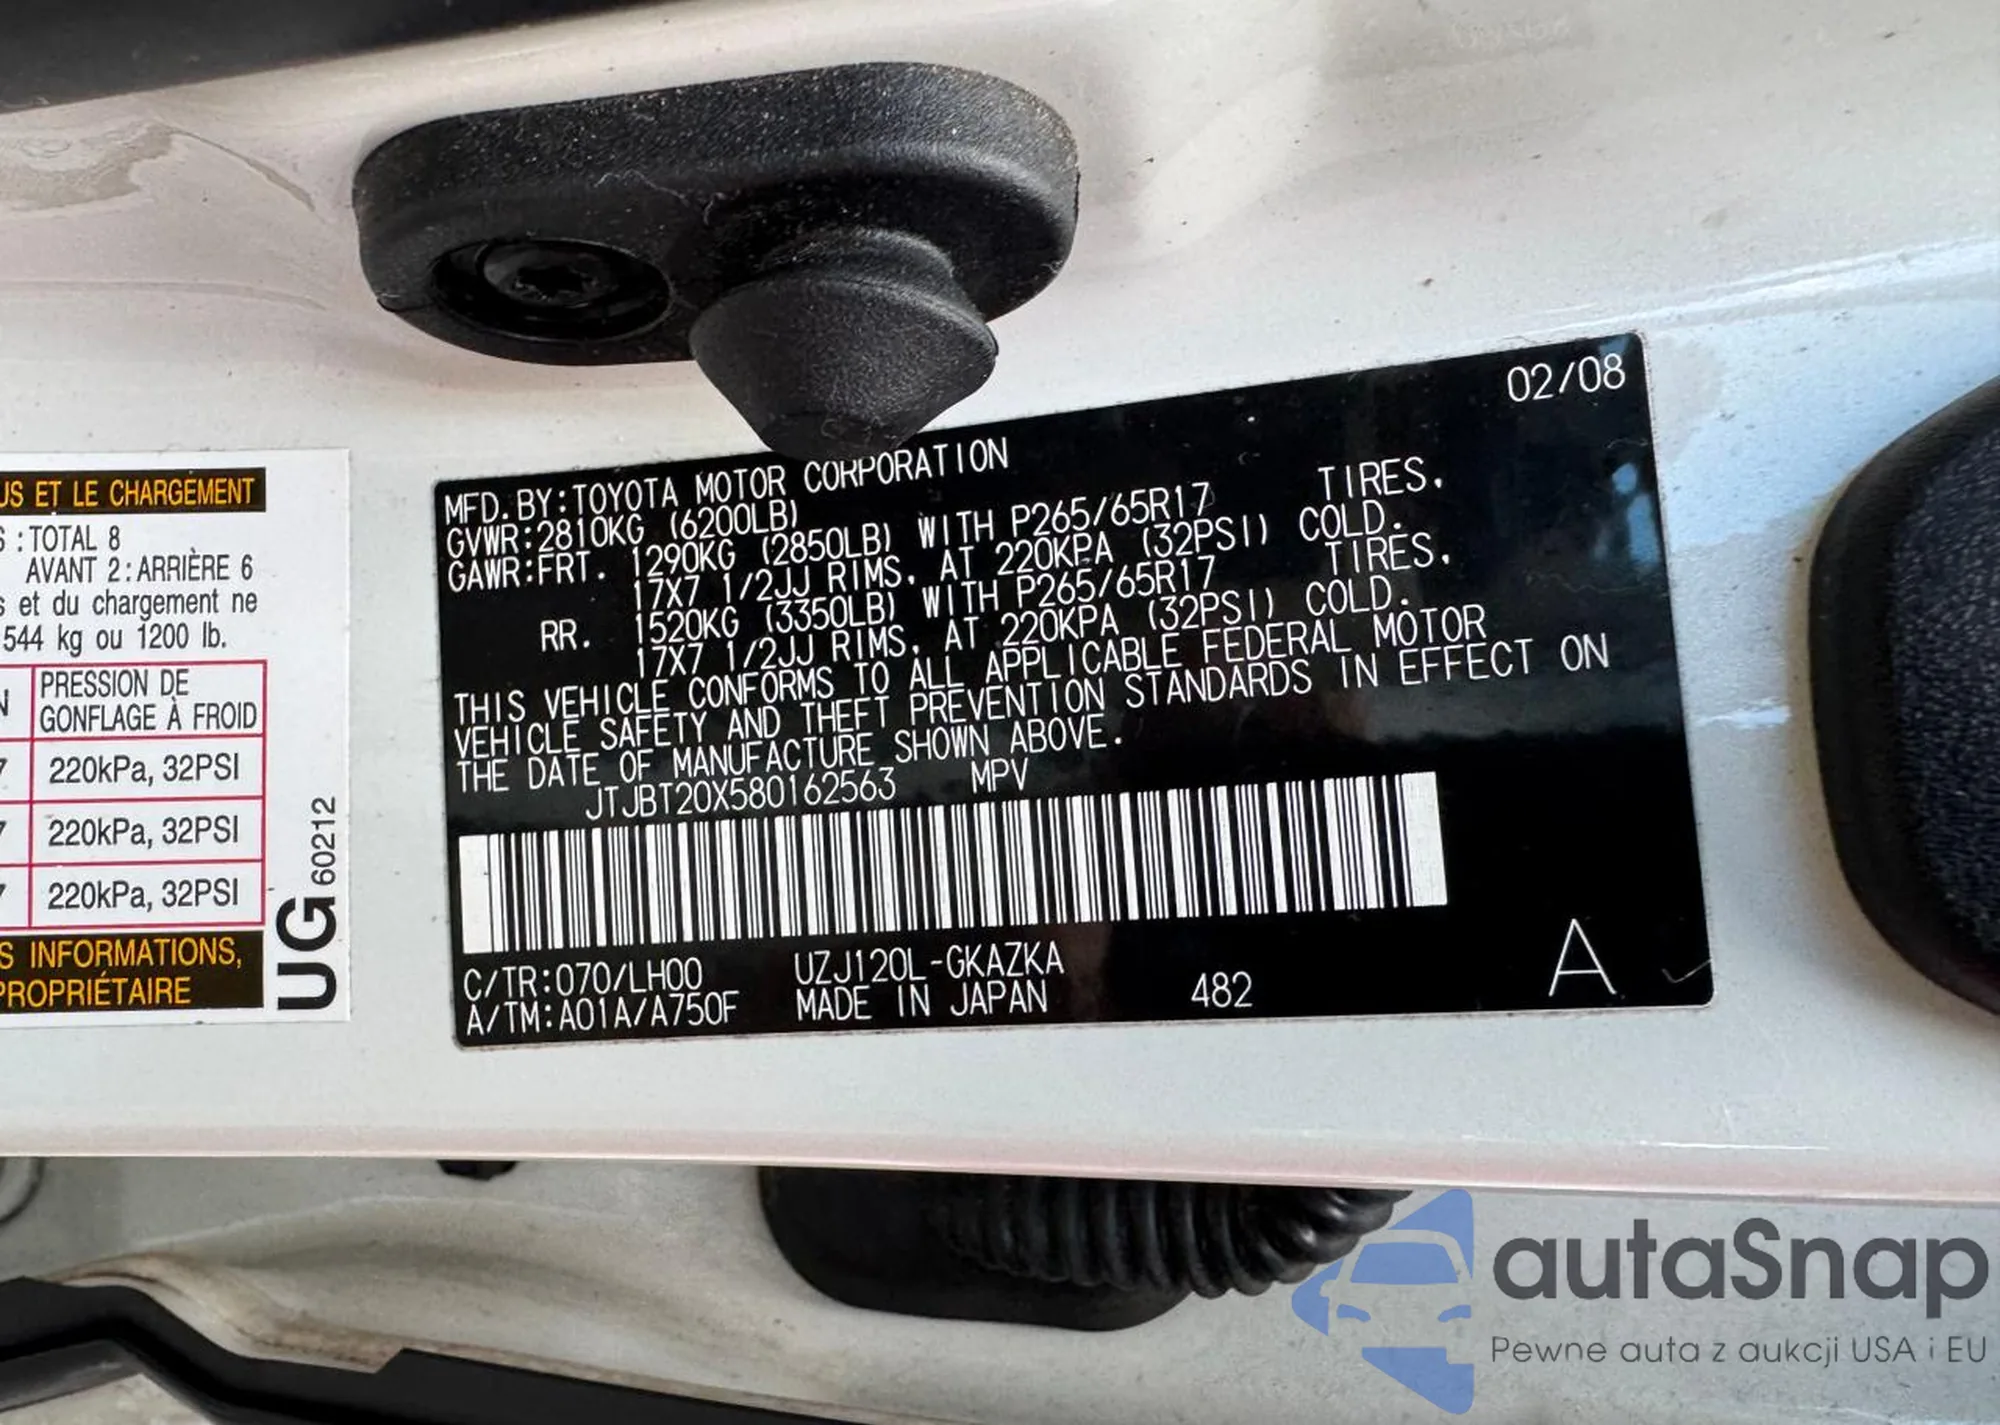 US ET LE CHARGEMENT
S : TOTAL 8
AVANT 2 : ARRIÈRE 6
s et du chargement ne
544 kg ou 1200 lb.
N
PRESSION DE
GONFLAGE À FROID
7 220kPa, 32PSI
7 220kPa, 32PSI
7 220kPa, 32PSI
S INFORMATIONS,
PROPRIÉTAIRE
UG 60212
02/08
MFD. BY: TOYOTA MOTOR CORPORATION
GVWR: 2810KG (6200LB)
GAWR: FRT. 1290KG (2850LB) WITH P265/65R17 TIRES.
17X7 1/2JJ RIMS, AT 220KPA (32PSI) COLD.
RR. 1520KG (3350LB) WITH P265/65R17 TIRES.
17X7 1/2JJ RIMS, AT 220KPA (32PSI) COLD.
THIS VEHICLE CONFORMS TO ALL APPLICABLE FEDERAL MOTOR
VEHICLE SAFETY AND THEFT PREVENTION STANDARDS IN EFFECT ON
THE DATE OF MANUFACTURE SHOWN ABOVE.
JTJBT20X580162563 MPV
C/TR: 070/LH00 UZJ120L-GKAZKA
A/TM: A01A/A750F MADE IN JAPAN 482 A
autaSnap
Pewne auta z aukcji USA i EU